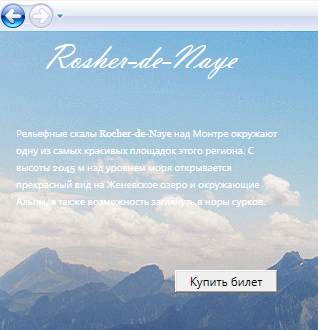 Rosher-de-Naye
Рельефные скалы Rocher-de-Naye над Монтре окружают
одну из самых красивых площадок этого региона. С
высоты 2045 м над уровнем моря открывается
прекрасный вид на Женевское озеро и окружающие
Альпы, а также возможность заглянуть в норы сурков.
Купить билет